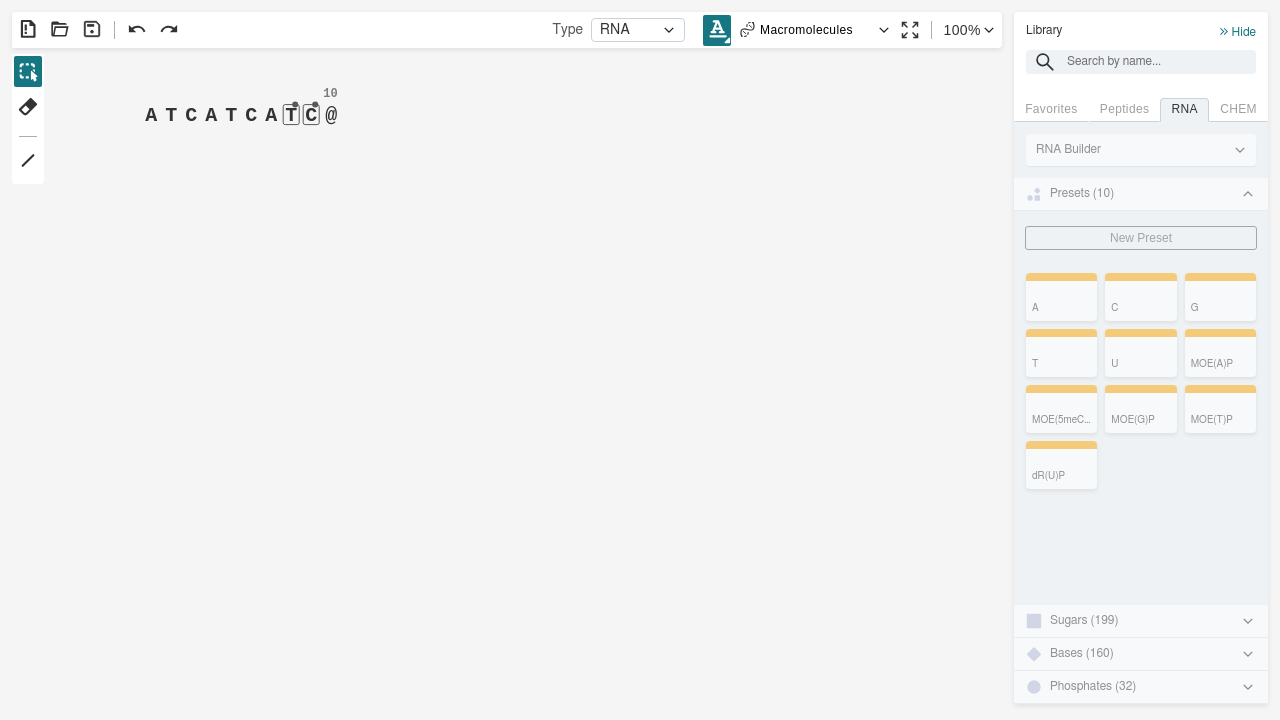 Type RNA Macromolecules 100%
10
A T C A T C A T C @
Library
Hide
Search by name...
Favorites Peptides RNA CHEM
RNA Builder
Presets (10)
New Preset
A C G
T U MOE(A)P
MOE(5meC... MOE(G)P MOE(T)P
dR(U)P
Sugars (199)
Bases (160)
Phosphates (32)